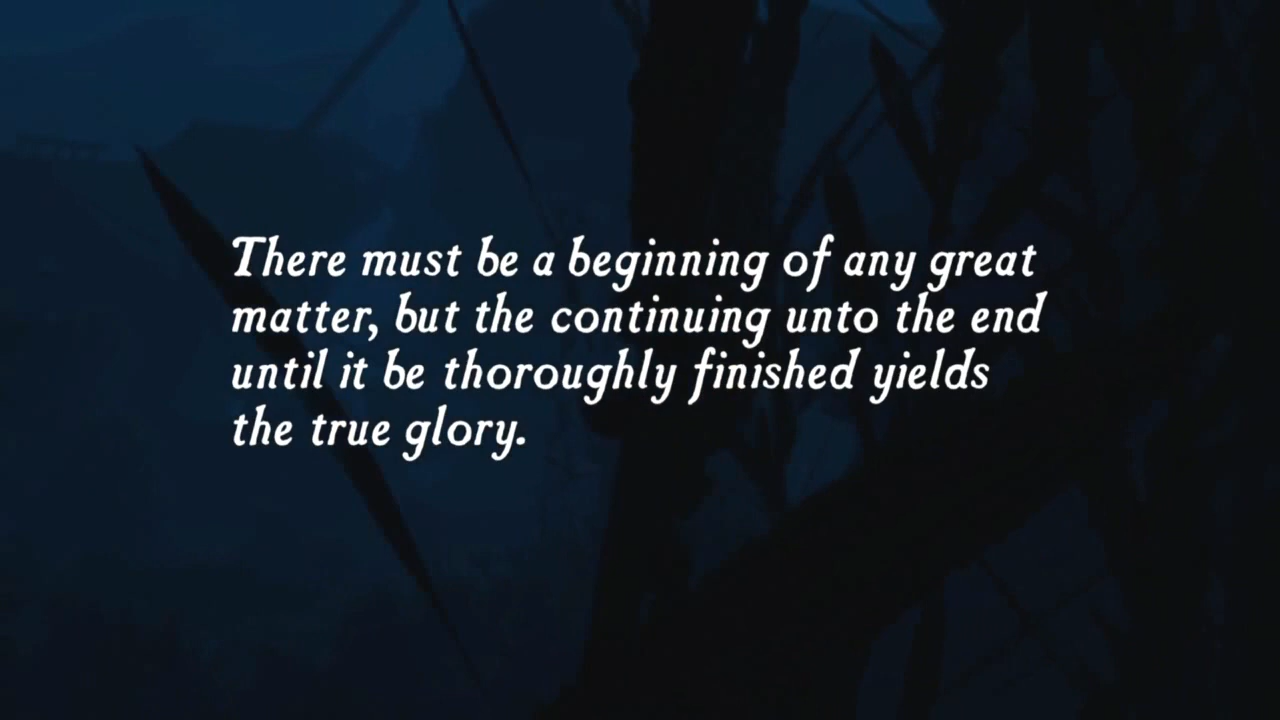 There must be a beginning of any great
matter, but the continuing unto the end
until it be thoroughly finished yields
the true glory.